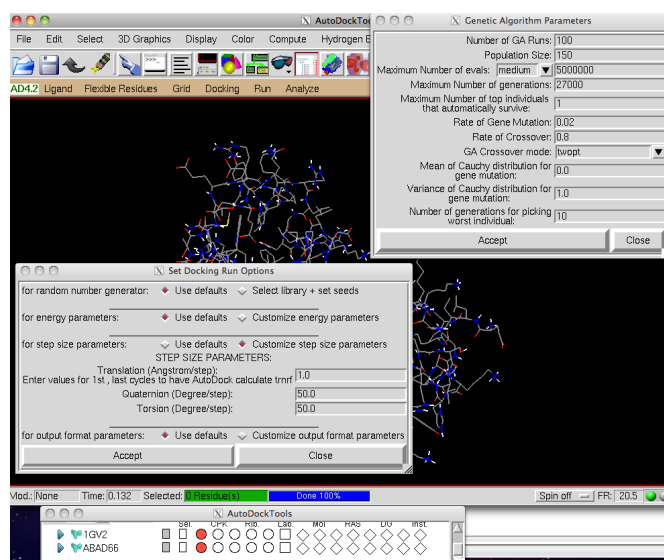 AutoDockToo
File Edit Select 3D Graphics Display Color Compute Hydrogen B
AD4.2 Ligand Flexible Residues Grid Docking Run Analyze
Genetic Algorithm Parameters
Number of GA Runs: 100
Population Size: 150
Maximum Number of evals: medium 5000000
Maximum Number of generations: 27000
Maximum Number of top individuals
that automatically survive: 1
Rate of Gene Mutation: 0.02
Rate of Crossover: 0.8
GA Crossover mode: twopt
Mean of Cauchy distribution for
gene mutation: 0.0
Variance of Cauchy distribution for
gene mutation: 1.0
Number of generations for picking
worst individual: 10
Accept Close
Set Docking Run Options
for random number generator: Use defaults Select library + set seeds
for energy parameters: Use defaults Customize energy parameters
for step size parameters: Use defaults Customize step size parameters
STEP SIZE PARAMETERS:
Translation (Angstrom/step):
Enter values for 1st , last cycles to have AutoDock calculate trnrf 1.0
Quaternion (Degree/step): 50.0
Torsion (Degree/step): 50.0
for output format parameters: Use defaults Customize output format parameters
Accept Close
Mod.: None Time: 0.132 Selected: 0 Residue(s) Done 100% Spin off FR: 20.5
AutoDockTools
Sel. CPK Rib. Lab. Mol RAS DG Inst.
1GV2
ABAD66